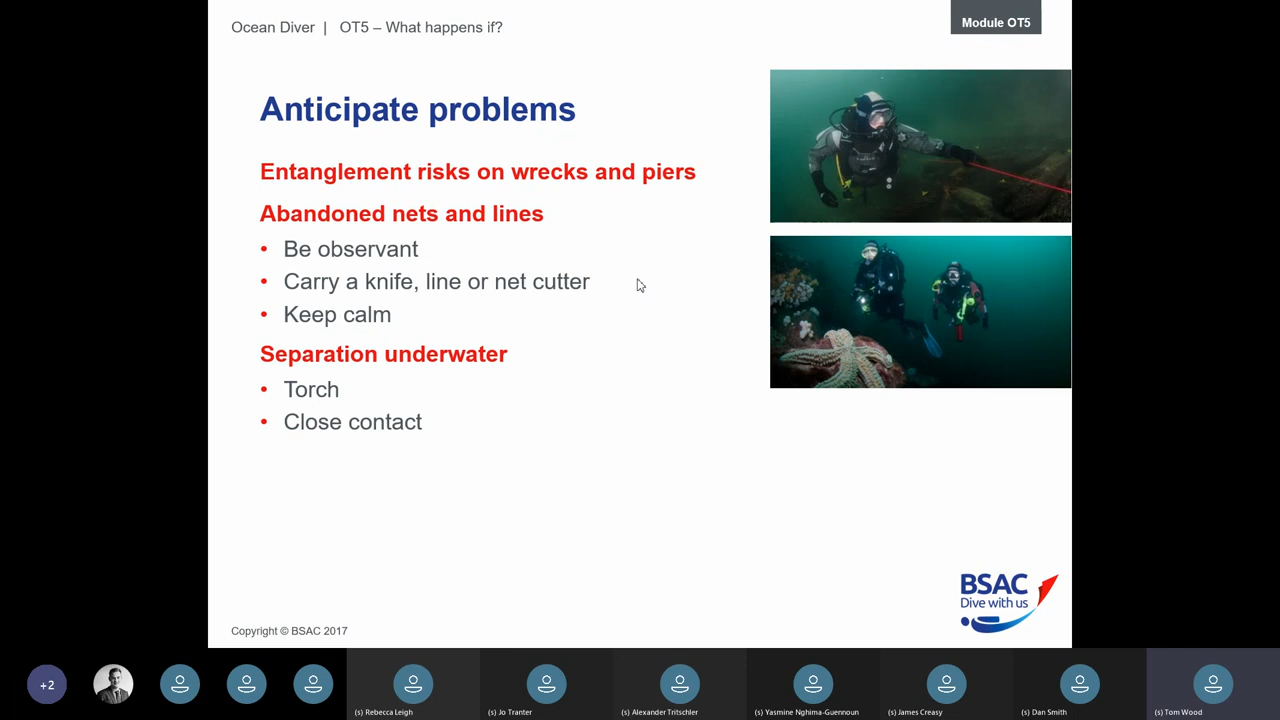 Ocean Diver | OT5 – What happens if?
Module OT5
Anticipate problems
Entanglement risks on wrecks and piers
Abandoned nets and lines
• Be observant
• Carry a knife, line or net cutter
• Keep calm
Separation underwater
• Torch
• Close contact
BSAC
Dive with us
Copyright © BSAC 2017
+2
(s) Rebecca Leigh
(s) Jo Tranter
(s) Alexander Tritschler
(s) Yasmine Nghima-Guennoun
(s) James Creasy
(s) Dan Smith
(s) Tom Wood